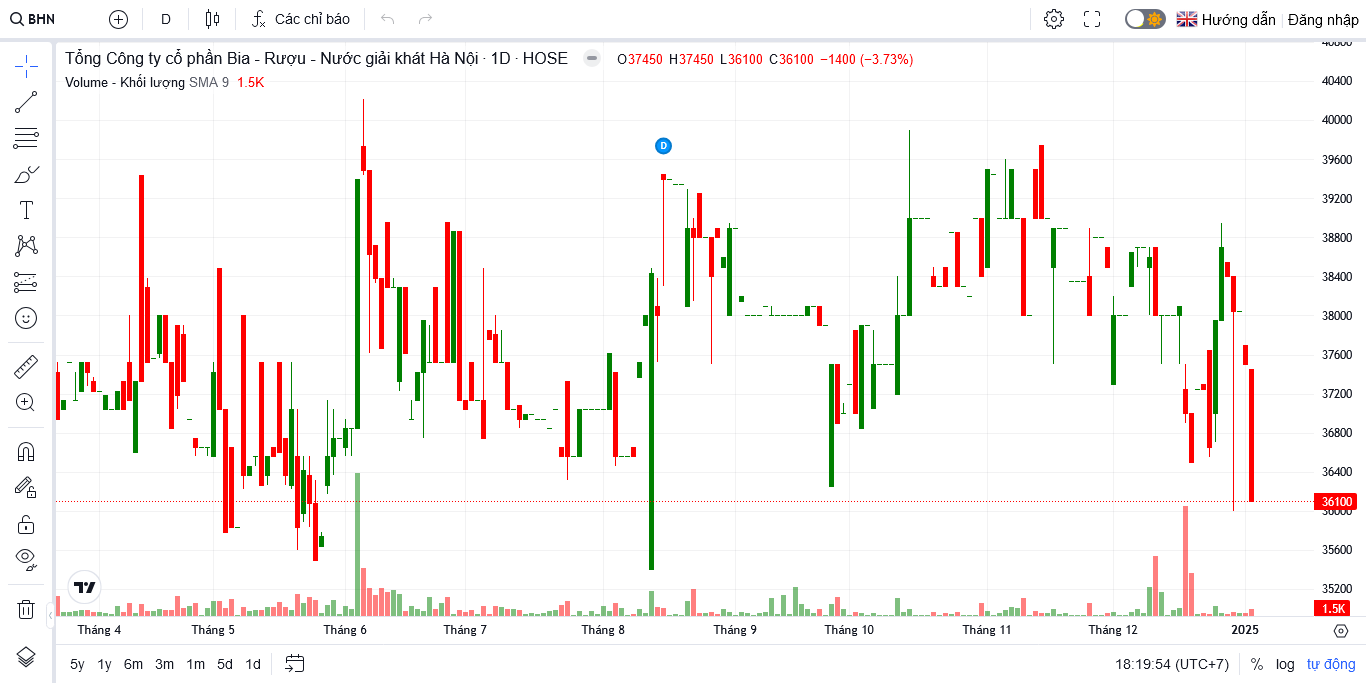 BHN D Các chỉ báo Hướng dẫn Đăng nhập
Tổng Công ty cổ phần Bia - Rượu - Nước giải khát Hà Nội · 1D · HOSE O37450 H37450 L36100 C36100 −1400 (−3.73%)
Volume - Khối lượng SMA 9 1.5K
D
40800
40400
40000
39600
39200
38800
38400
38000
37600
37200
36800
36400
36100
36000
35600
35200
1.5K
Tháng 4 Tháng 5 Tháng 6 Tháng 7 Tháng 8 Tháng 9 Tháng 10 Tháng 11 Tháng 12 2025
5y 1y 6m 3m 1m 5d 1d 18:19:54 (UTC+7) % log tự động